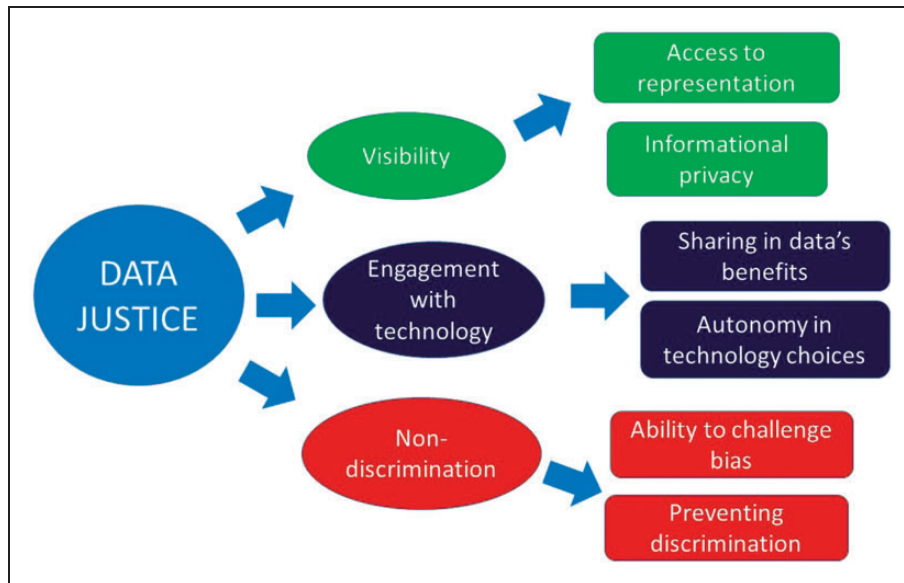 DATA
JUSTICE
Visibility
Access to
representation
Informational
privacy
Engagement
with
technology
Sharing in data’s
benefits
Autonomy in
technology choices
Non-
discrimination
Ability to challenge
bias
Preventing
discrimination